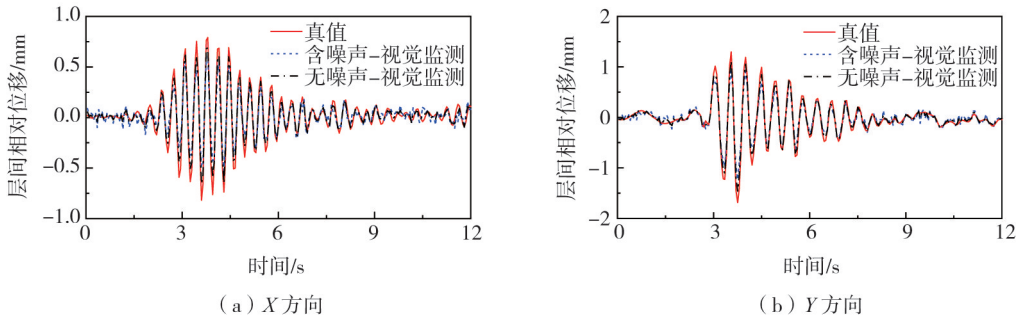 层间相对位移/mm
1.0
0.5
0.0
-0.5
-1.0
真值
含噪声-视觉监测
无噪声-视觉监测
0 3 6 9 12
时间/s
(a) X 方向
层间相对位移/mm
2
1
0
-1
-2
真值
含噪声-视觉监测
无噪声-视觉监测
0 3 6 9 12
时间/s
(b) Y 方向